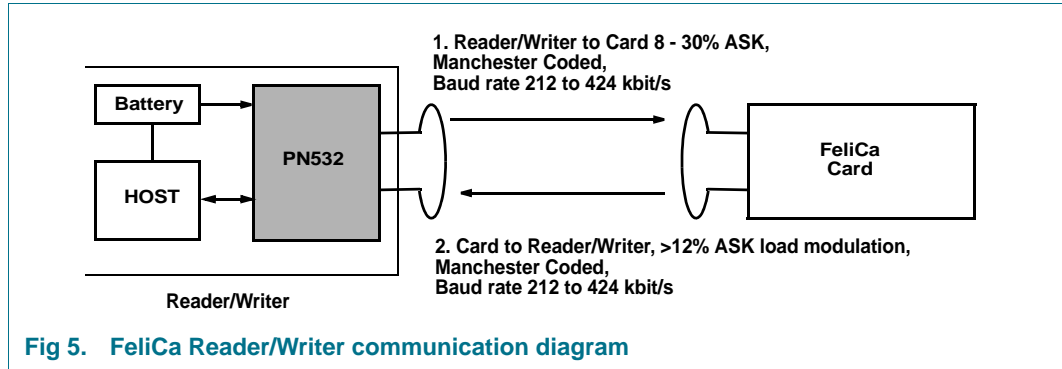 1. Reader/Writer to Card 8 - 30% ASK,
Manchester Coded,
Baud rate 212 to 424 kbit/s
Battery
PN532
HOST
FeliCa
Card
2. Card to Reader/Writer, >12% ASK load modulation,
Manchester Coded,
Baud rate 212 to 424 kbit/s
Reader/Writer
Fig 5. FeliCa Reader/Writer communication diagram